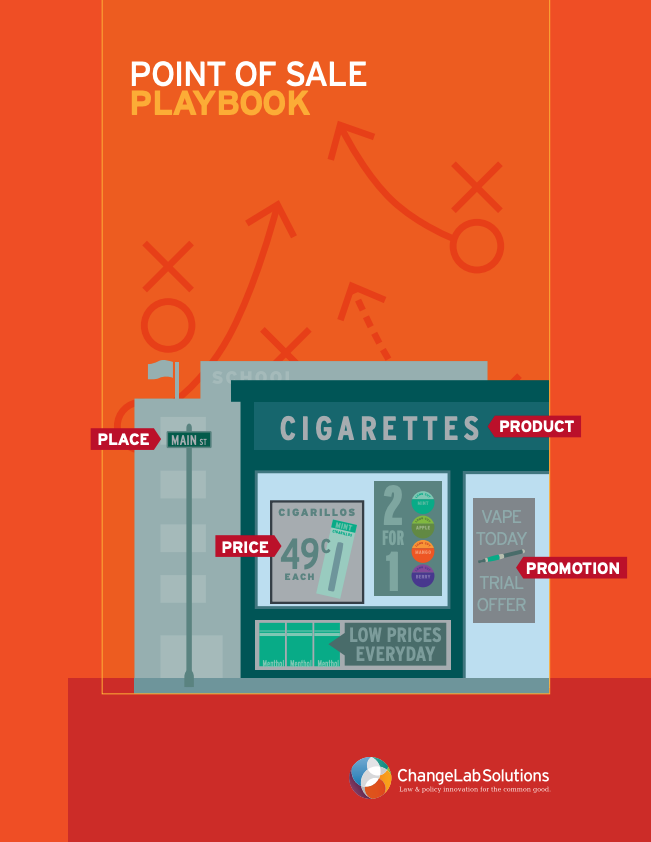 POINT OF SALE
PLAYBOOK
SCHOOL
PLACE
MAIN ST
CIGARETTES
PRODUCT
CIGARILLOS
MINT
CIGARILLOS
PRICE
49¢
EACH
2
FOR
1
MINT
APPLE
MANGO
BERRY
VAPE
TODAY
TRIAL
OFFER
PROMOTION
Menthol Menthol Menthol
LOW PRICES
EVERYDAY
ChangeLabSolutions
Law & policy innovation for the common good.